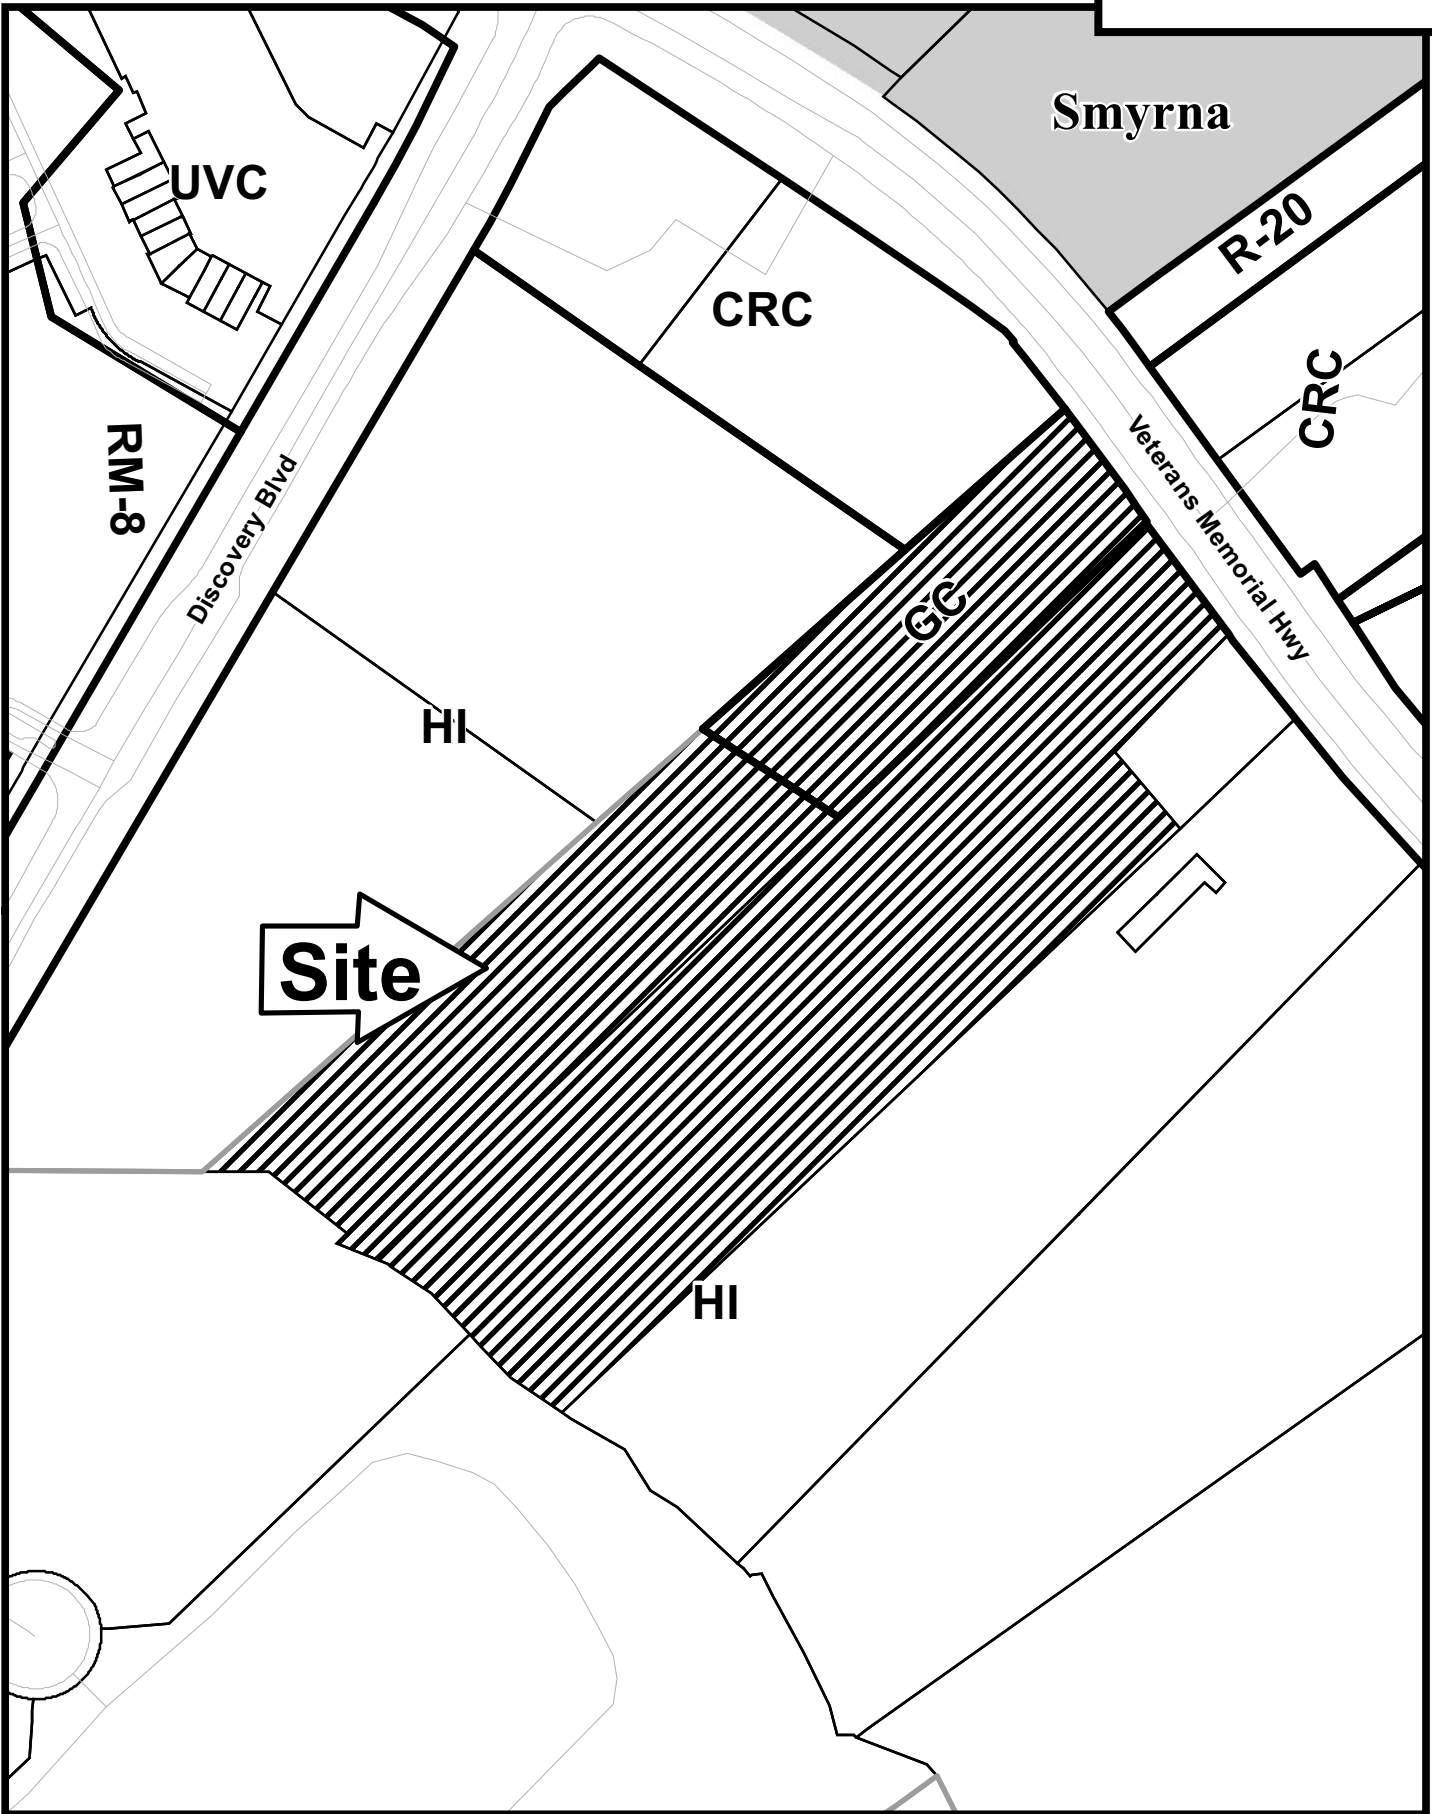 Smyrna
UVC
R-20
CRC
CRC
RM-8
Discovery Blvd
Veterans Memorial Hwy
GC
HI
Site
HI